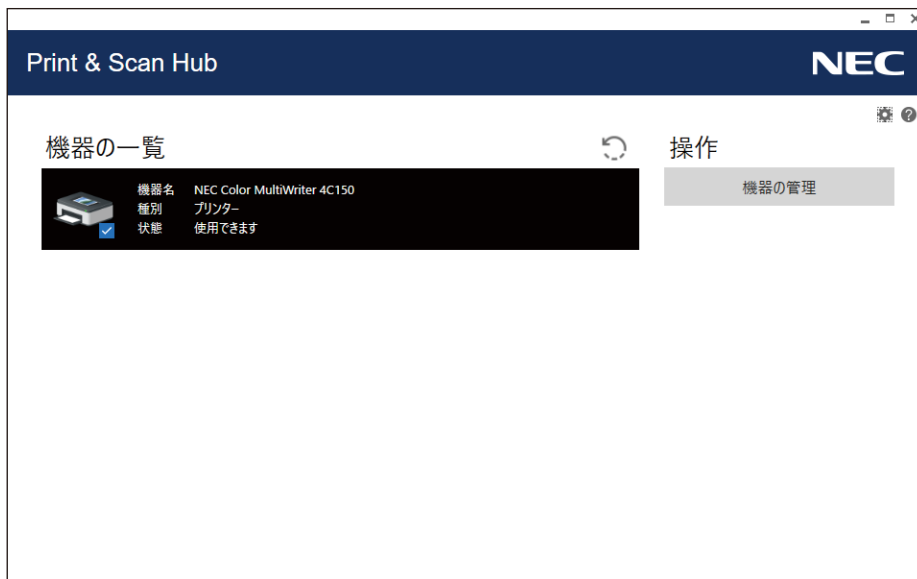 Print & Scan Hub
NEC
機器の一覧
操作
機器の管理
機器名 NEC Color MultiWriter 4C150
種別 プリンター
状態 使用できます